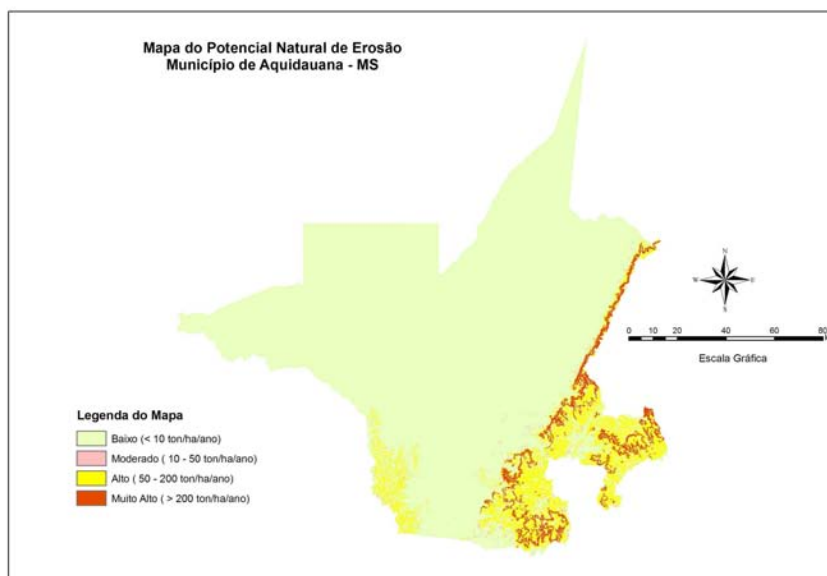 Mapa do Potencial Natural de Erosão
Município de Aquidauana - MS
N
W
E
S
0 10 20 40 60 80
Escala Gráfica
Legenda do Mapa
Baixo (< 10 ton/ha/ano)
Moderado ( 10 - 50 ton/ha/ano)
Alto ( 50 - 200 ton/ha/ano)
Muito Alto ( > 200 ton/ha/ano)